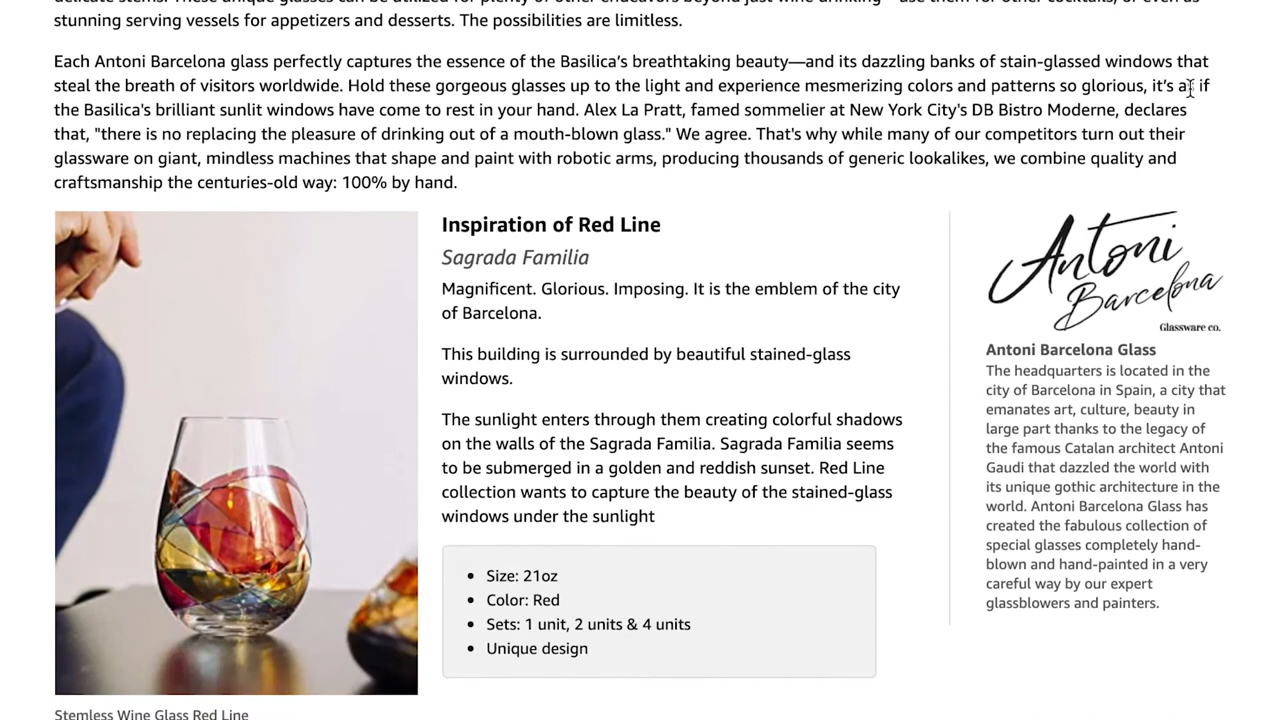 stunning serving vessels for appetizers and desserts. The possibilities are limitless.
Each Antoni Barcelona glass perfectly captures the essence of the Basilica's breathtaking beauty—and its dazzling banks of stain-glassed windows that
steal the breath of visitors worldwide. Hold these gorgeous glasses up to the light and experience mesmerizing colors and patterns so glorious, it's as if
the Basilica's brilliant sunlit windows have come to rest in your hand. Alex La Pratt, famed sommelier at New York City's DB Bistro Moderne, declares
that, "there is no replacing the pleasure of drinking out of a mouth-blown glass." We agree. That's why while many of our competitors turn out their
glassware on giant, mindless machines that shape and paint with robotic arms, producing thousands of generic lookalikes, we combine quality and
craftsmanship the centuries-old way: 100% by hand.
Inspiration of Red Line
Sagrada Familia
Magnificent. Glorious. Imposing. It is the emblem of the city
of Barcelona.
This building is surrounded by beautiful stained-glass
windows.
The sunlight enters through them creating colorful shadows
on the walls of the Sagrada Familia. Sagrada Familia seems
to be submerged in a golden and reddish sunset. Red Line
collection wants to capture the beauty of the stained-glass
windows under the sunlight
• Size: 21oz
• Color: Red
• Sets: 1 unit, 2 units & 4 units
• Unique design
Antoni
Barcelona
Glassware co.
Antoni Barcelona Glass
The headquarters is located in the
city of Barcelona in Spain, a city that
emanates art, culture, beauty in
large part thanks to the legacy of
the famous Catalan architect Antoni
Gaudi that dazzled the world with
its unique gothic architecture in the
world. Antoni Barcelona Glass has
created the fabulous collection of
special glasses completely hand-
blown and hand-painted in a very
careful way by our expert
glassblowers and painters.
Stemless Wine Glass Red Line